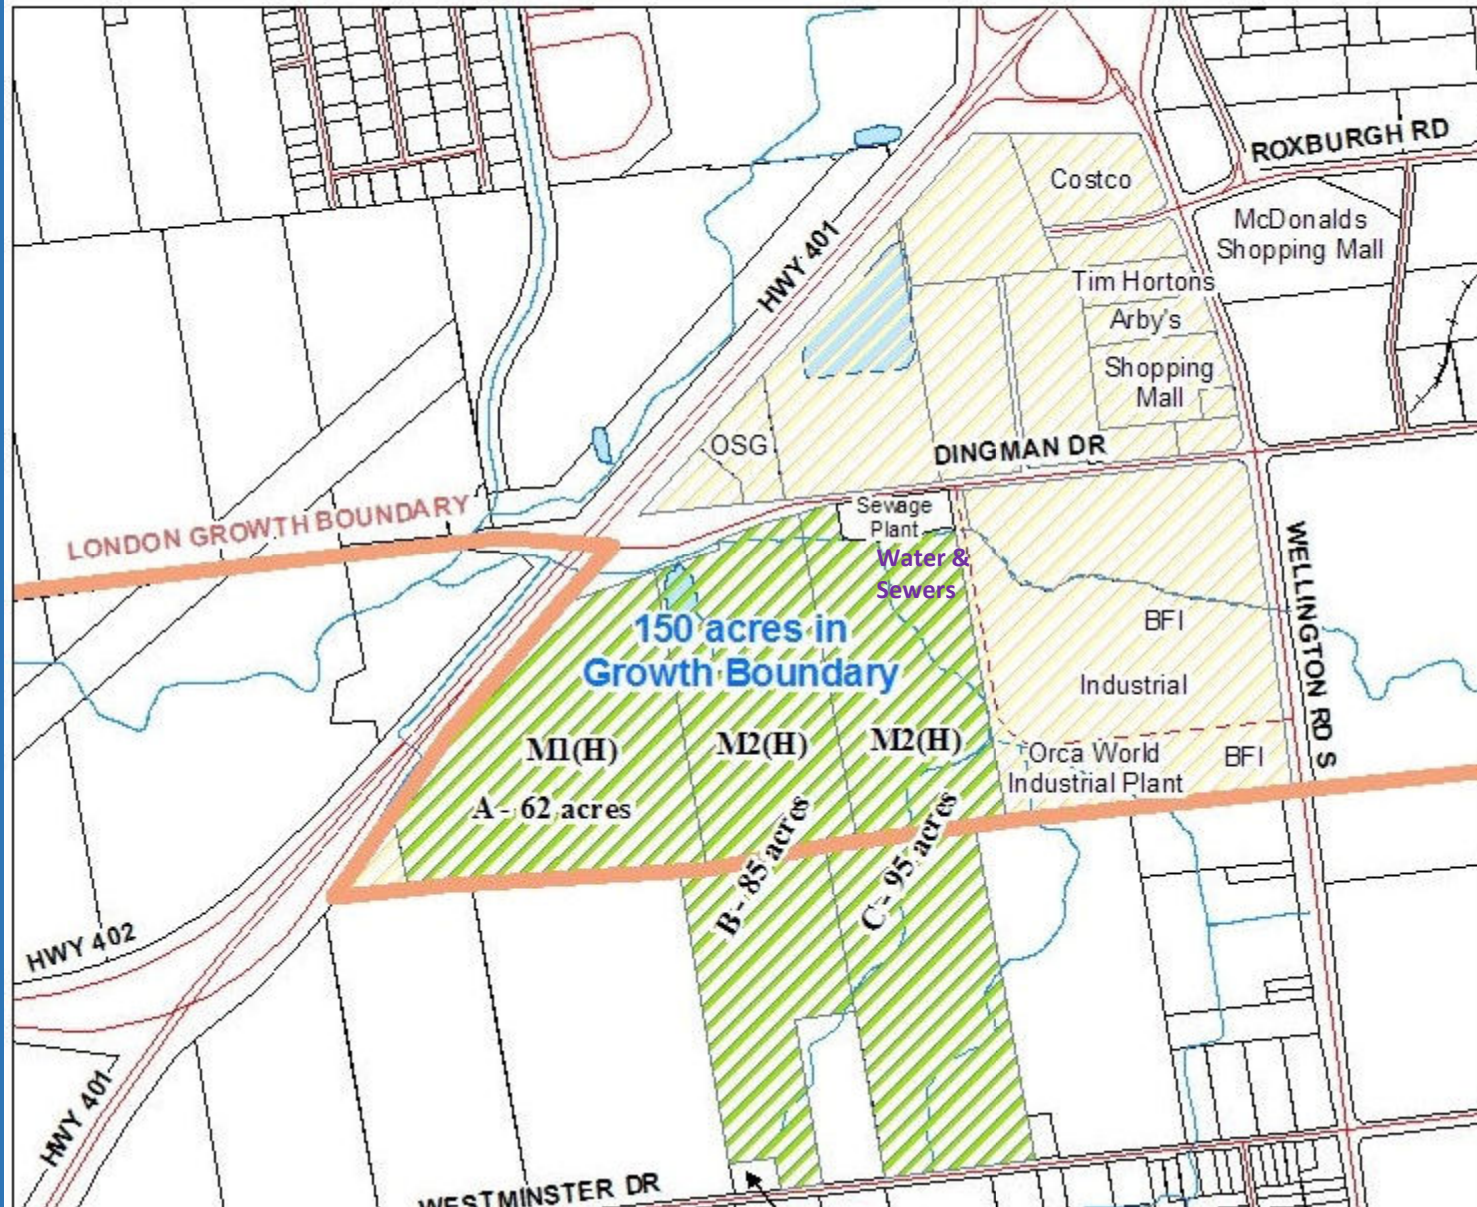 ROXBURGH RD
Costco
McDonalds
Shopping Mall
HWY 401
Tim Hortons
Arby's
Shopping
Mall
OSG
DINGMAN DR
LONDON GROWTH BOUNDARY
Sewage
Plant
Water &
Sewers
WELLINGTON RD S
150 acres in
Growth Boundary
BFI
Industrial
M1(H)
M2(H)
M2(H)
Orca World
Industrial Plant
BFI
A - 62 acres
B - 85 acres
C - 95 acres
HWY 402
HWY 401
WESTMINSTER DR